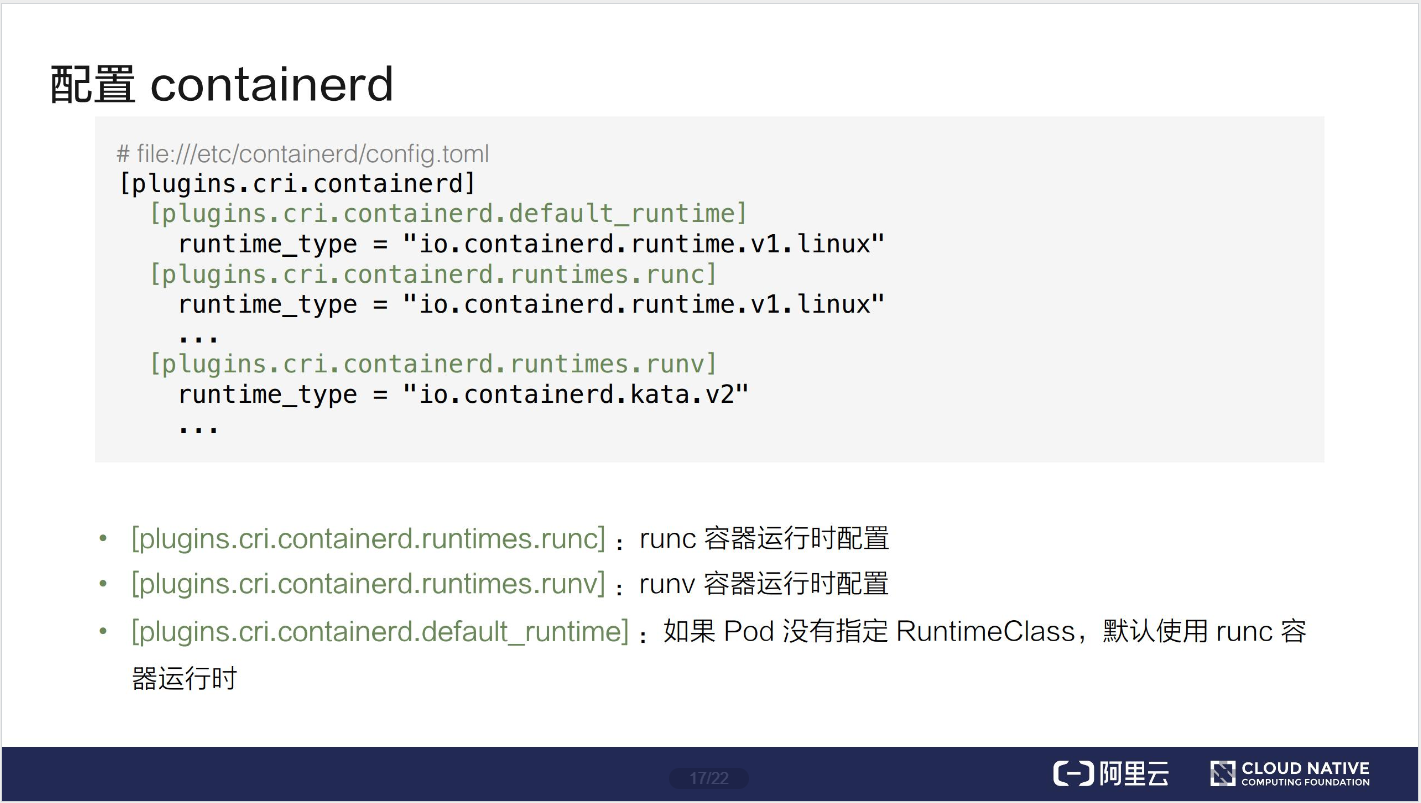 配置 containerd
# file:///etc/containerd/config.toml
[plugins.cri.containerd]
[plugins.cri.containerd.default_runtime]
runtime_type = "io.containerd.runtime.v1.linux"
[plugins.cri.containerd.runtimes.runc]
runtime_type = "io.containerd.runtime.v1.linux"
...
[plugins.cri.containerd.runtimes.runv]
runtime_type = "io.containerd.kata.v2"
...
• [plugins.cri.containerd.runtimes.runc] ：runc 容器运行时配置
• [plugins.cri.containerd.runtimes.runv] ：runv 容器运行时配置
• [plugins.cri.containerd.default_runtime] ：如果 Pod 没有指定 RuntimeClass，默认使用 runc 容
器运行时
17/22
阿里云
CLOUD NATIVE
COMPUTING FOUNDATION